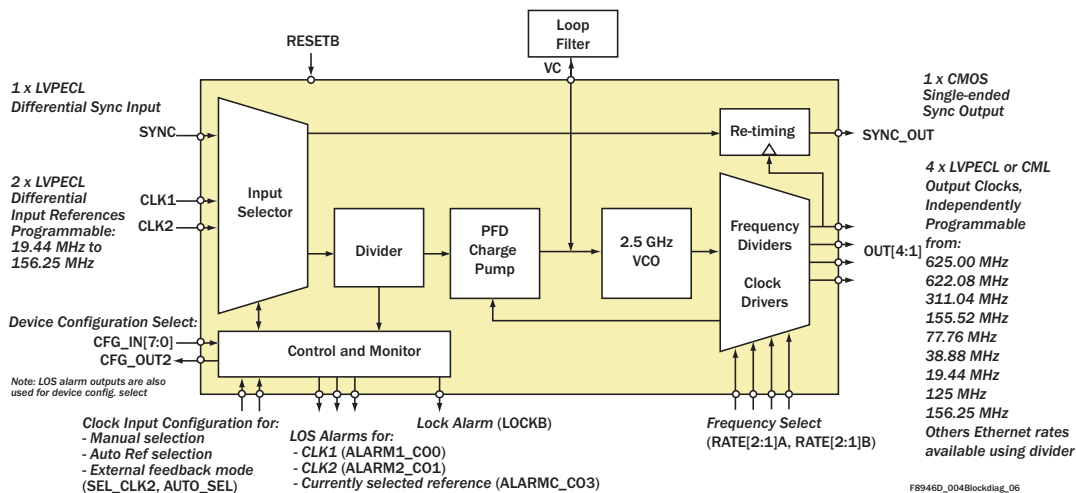 Loop
Filter
RESETB
VC
1 x LVPECL
Differential Sync Input
SYNC
2 x LVPECL
Differential
Input References
Programmable:
19.44 MHz to
156.25 MHz
CLK1
CLK2
Input
Selector
Divider
PFD
Charge
Pump
2.5 GHz
VCO
Re-timing
Frequency
Dividers
Clock
Drivers
1 x CMOS
Single-ended
Sync Output
SYNC_OUT
4 x LVPECL or CML
Output Clocks,
Independently
Programmable
from:
625.00 MHz
622.08 MHz
311.04 MHz
155.52 MHz
77.76 MHz
38.88 MHz
19.44 MHz
125 MHz
156.25 MHz
Others Ethernet rates
available using divider
OUT[4:1]
Device Configuration Select:
CFG_IN[7:0]
CFG_OUT2
Control and Monitor
Note: LOS alarm outputs are also
used for device config. select
Clock Input Configuration for:
- Manual selection
- Auto Ref selection
- External feedback mode
(SEL_CLK2, AUTO_SEL)
LOS Alarms for:
- CLK1 (ALARM1_CO0)
- CLK2 (ALARM2_CO1)
- Currently selected reference (ALARMC_CO3)
Lock Alarm (LOCKB)
Frequency Select
(RATE[2:1]A, RATE[2:1]B)
F8946D_004Blockdiag_06